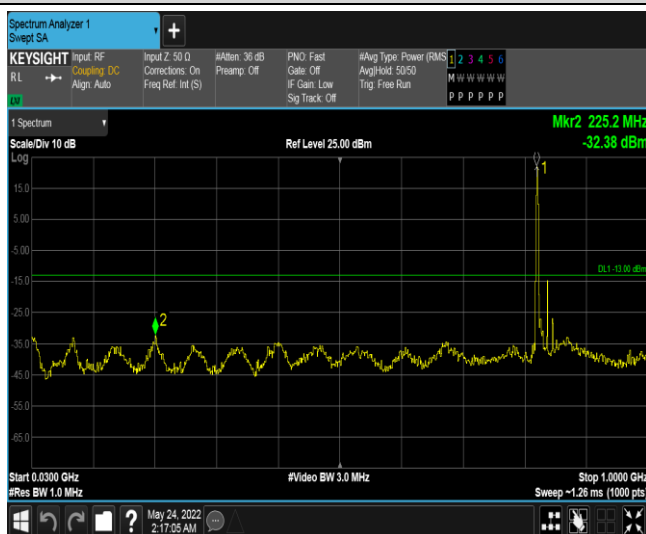 Spectrum Analyzer 1
Swept SA
+
KEYSIGHT
RL
Input: RF
Coupling: DC
Align: Auto
Input Z: 50 Ω
Corrections: On
Freq Ref: Int (S)
#Atten: 36 dB
Preamp: Off
PNO: Fast
Gate: Off
IF Gain: Low
Sig Track: Off
#Avg Type: Power (RMS
Avg|Hold: 50/50
Trig: Free Run
1 2 3 4 5 6
M W W W W W
P P P P P P
1 Spectrum
Mkr2 225.2 MHz
Scale/Div 10 dB
Ref Level 25.00 dBm
-32.38 dBm
Log
1
15.0
5.00
-5.00
DL1 -13.00 dBm
-15.0
-25.0
2
-35.0
-45.0
-55.0
-65.0
Start 0.0300 GHz
#Video BW 3.0 MHz
Stop 1.0000 GHz
#Res BW 1.0 MHz
Sweep ~1.26 ms (1000 pts)
?
May 24, 2022
2:17:05 AM